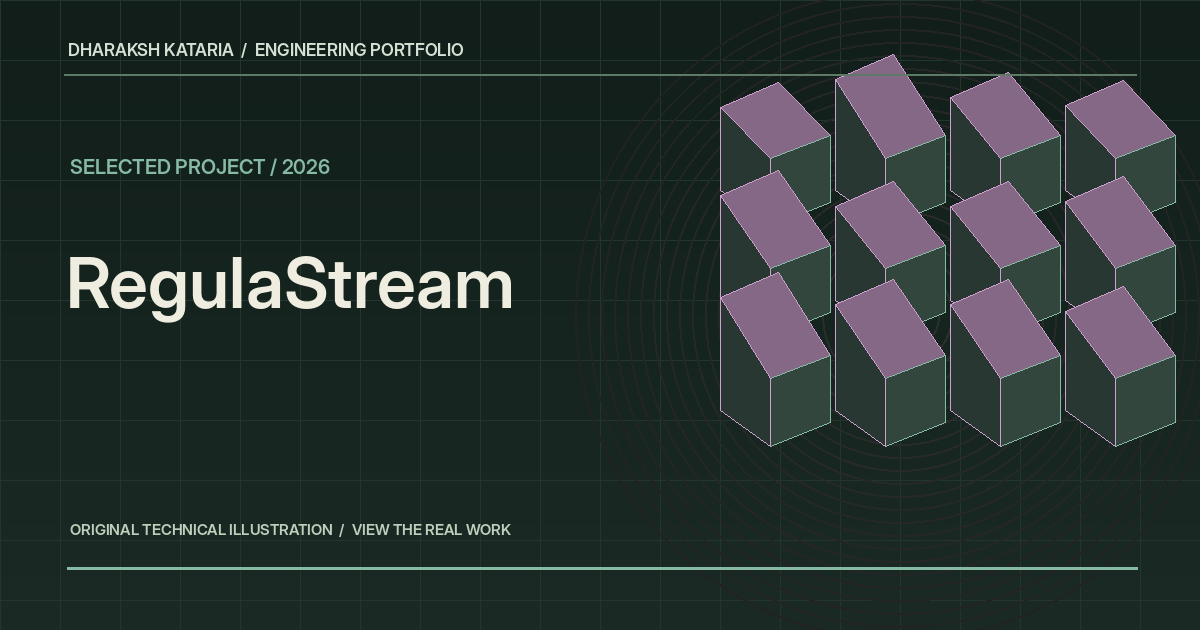 DHARAKSH KATARIA / ENGINEERING PORTFOLIO
SELECTED PROJECT / 2026
RegulaStream
ORIGINAL TECHNICAL ILLUSTRATION / VIEW THE REAL WORK